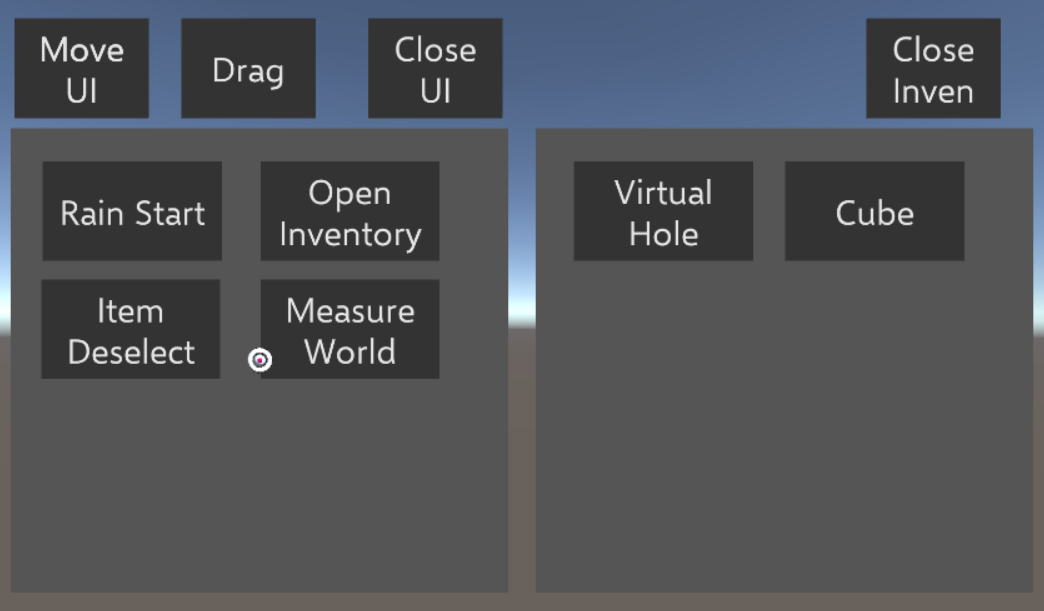 Move
UI
Drag
Close
UI
Close
Inven
Rain Start
Open
Inventory
Item
Deselect
Measure
World
Virtual
Hole
Cube